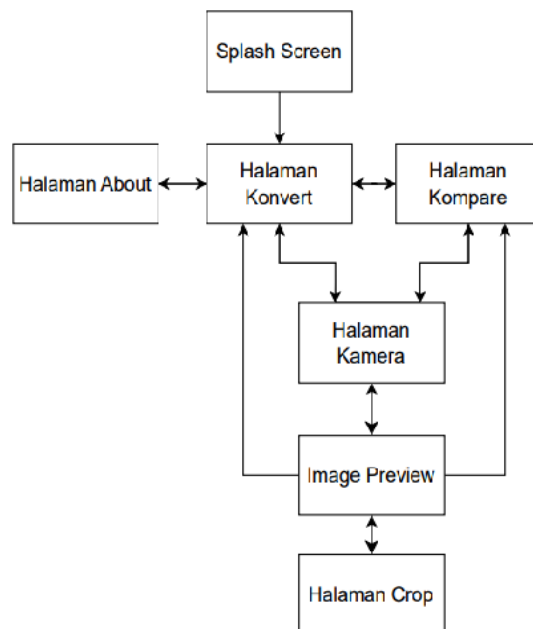 Splash Screen
Halaman About
Halaman
Konvert
Halaman
Kompare
Halaman
Kamera
Image Preview
Halaman Crop